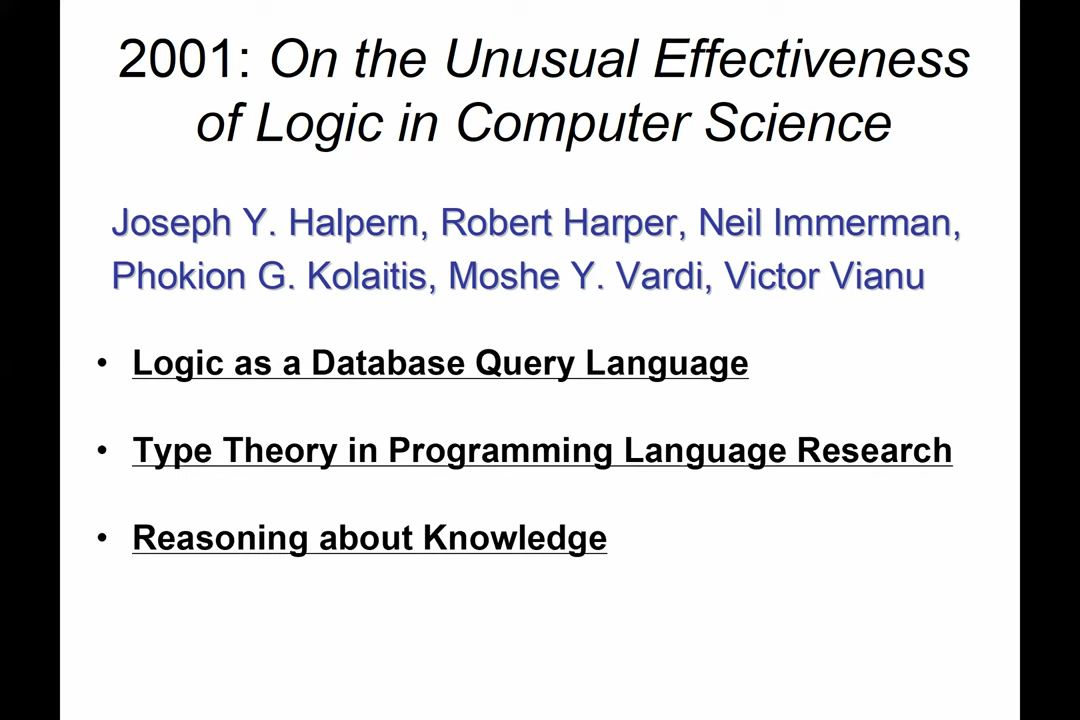 2001: On the Unusual Effectiveness
of Logic in Computer Science
Joseph Y. Halpern, Robert Harper, Neil Immerman,
Phokion G. Kolaitis, Moshe Y. Vardi, Victor Vianu
• Logic as a Database Query Language
• Type Theory in Programming Language Research
• Reasoning about Knowledge